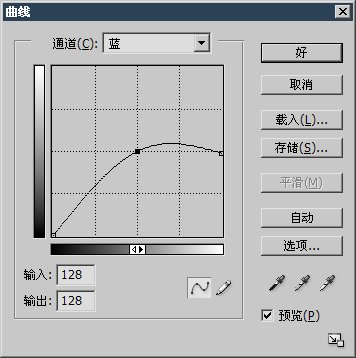 曲线
通道(C): 蓝
好
取消
载入(L)...
存储(S)...
平滑(M)
自动
选项...
输入: 128
输出: 128
预览(P)